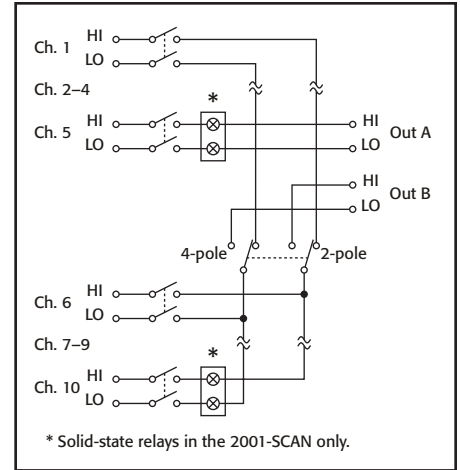 Ch. 1 HI
LO
Ch. 2–4
*
Ch. 5 HI HI
LO LO Out A
HI
LO Out B
4-pole 2-pole
Ch. 6 HI
LO
Ch. 7–9
*
Ch. 10 HI
LO
* Solid-state relays in the 2001-SCAN only.